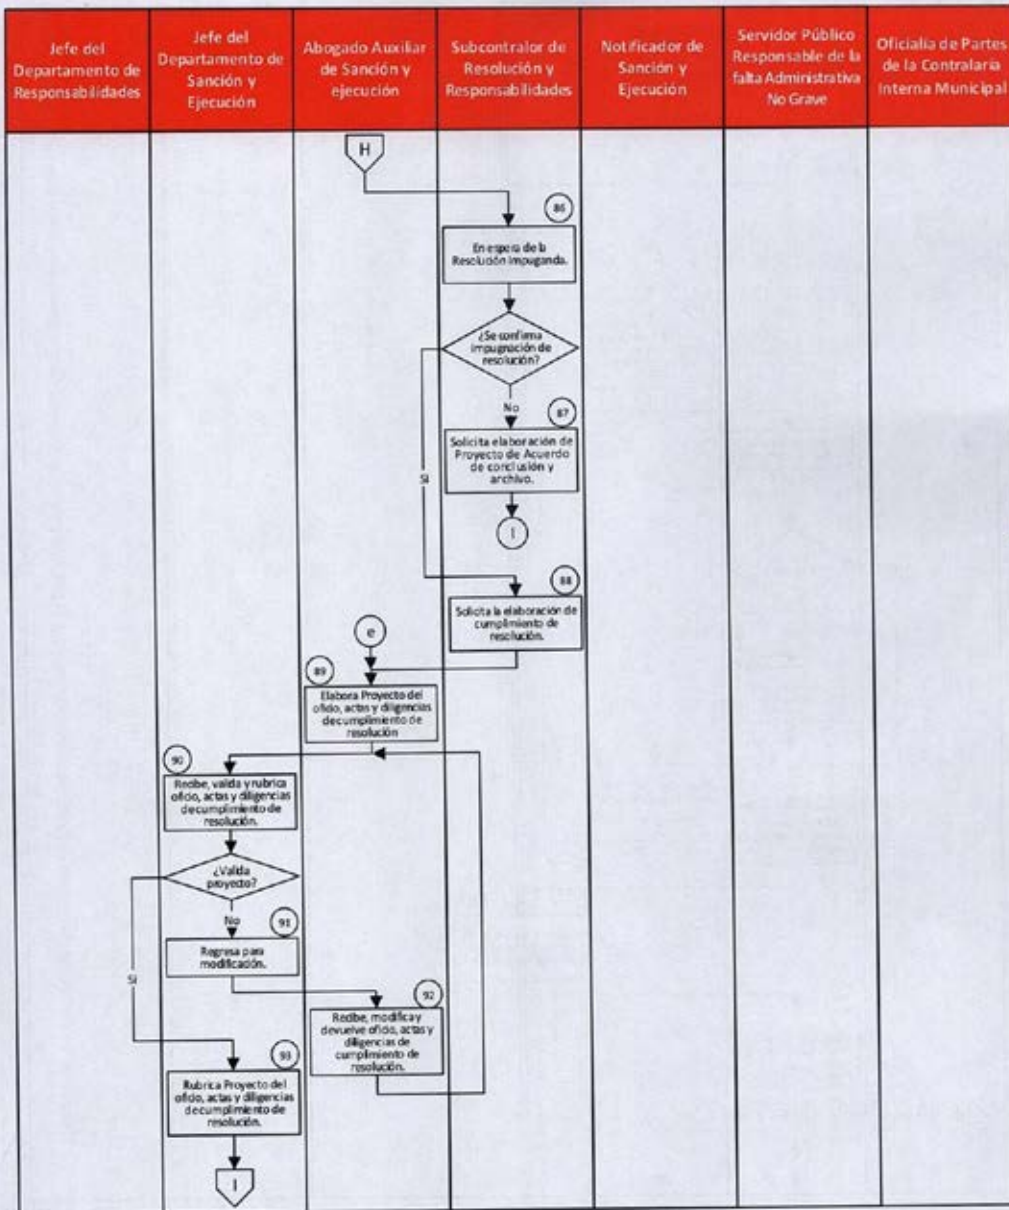 Jefe del
Departamento de
Responsabilidades
Jefe del
Departamento de
Sanción y
Ejecución
Abogado Auxiliar
de Sanción y
ejecución
Subcontralor de
Resolución y
Responsabilidades
Notificador de
Sanción y
Ejecución
Servidor Público
Responsable de la
falta Administrativa
No Grave
Oficialía de Partes
de la Contralaría
Interna Municipal
H
86
En espera de la
Resolución Impuganda.
¿Se confirma
impugnación de
resolución?
No
87
Solicita elaboración de
Proyecto de Acuerdo
de conclusión y
archivo.
SI
I
88
Solicita la elaboración de
cumplimiento de
resolución.
e
89
Elabora Proyecto del
oficio, actas y diligencias
de cumplimiento de
resolución
90
Recibe, valida y rubrica
oficio, actas y diligencias
de cumplimiento de
resolución.
¿Valida
proyecto?
No
91
Regresa para
modificación.
SI
92
Recibe, modifica y
devuelve oficio, actas y
diligencias de
cumplimiento de
resolución.
93
Rubrica Proyecto del
oficio, actas y diligencias
de cumplimiento de
resolución.
I